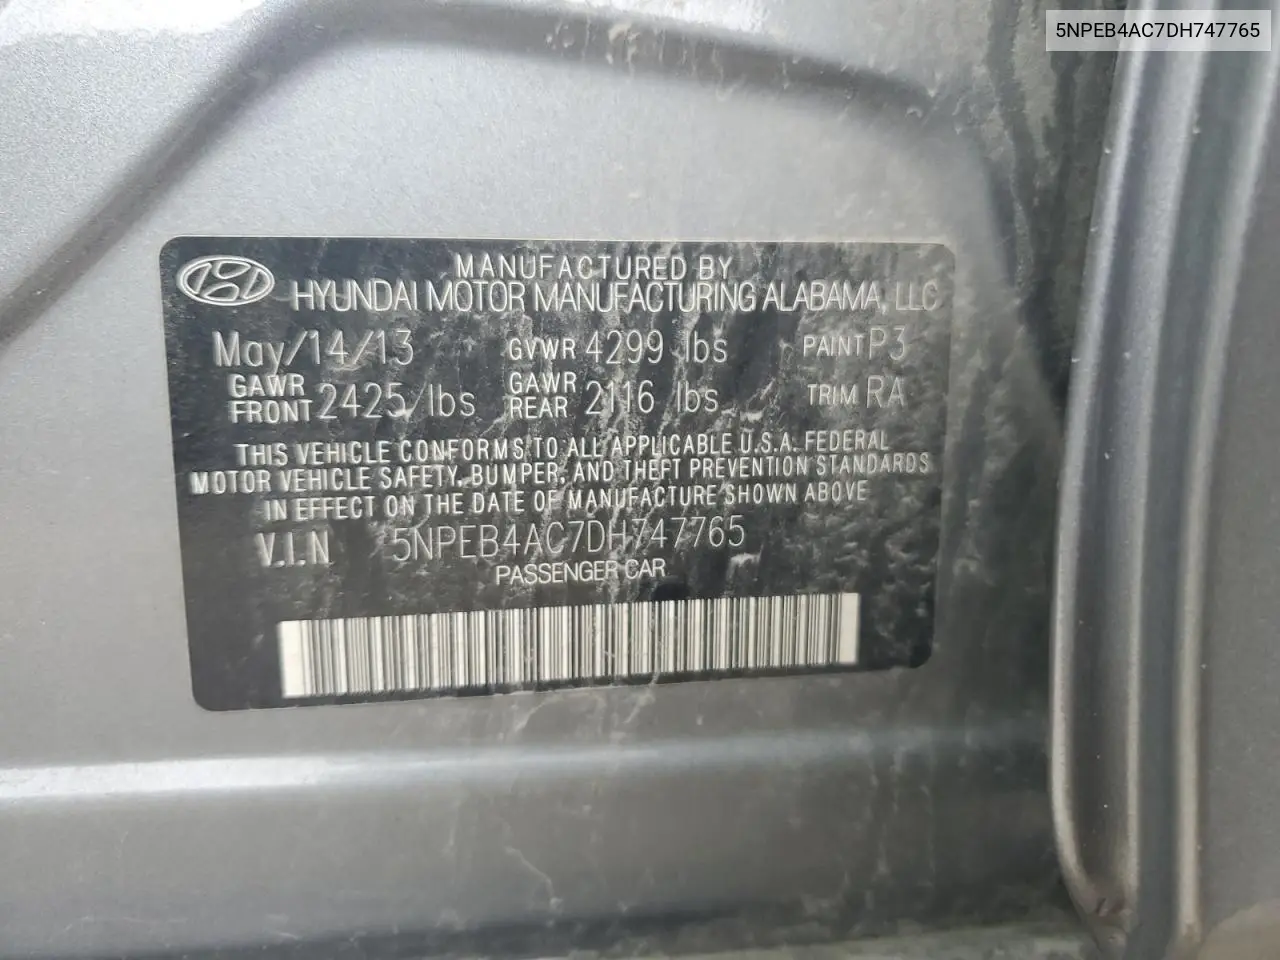 5NPEB4AC7DH747765
MANUFACTURED BY
HYUNDAI MOTOR MANUFACTURING ALABAMA, LLC
May/14/13 GVWR 4299 lbs PAINT P3
GAWR FRONT 2425/lbs GAWR REAR 2116 lbs TRIM RA
THIS VEHICLE CONFORMS TO ALL APPLICABLE U.S.A. FEDERAL
MOTOR VEHICLE SAFETY, BUMPER, AND THEFT PREVENTION STANDARDS
IN EFFECT ON THE DATE OF MANUFACTURE SHOWN ABOVE
V.I.N 5NPEB4AC7DH747765
PASSENGER CAR